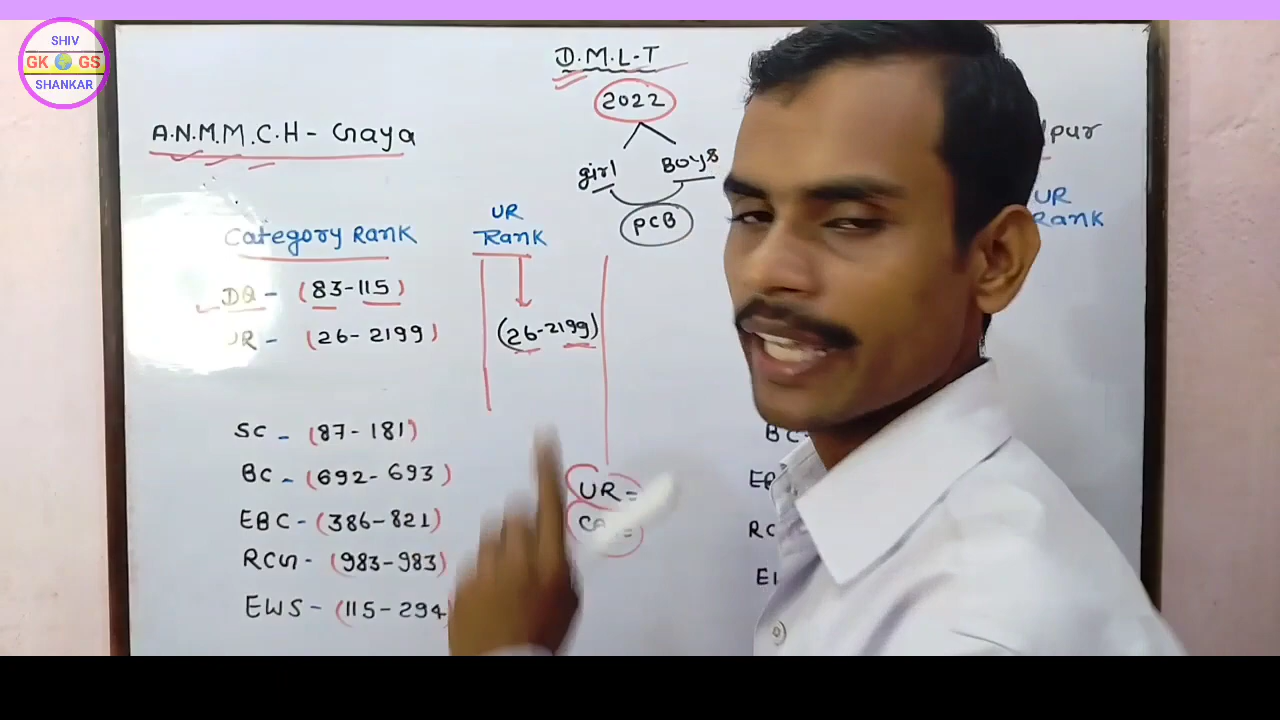 SHIV
GK GS
SHANKAR
D.M.L-T
2022
girl Boys
PCB
A.N.M.M.C.H - Gaya
Category Rank
UR
Rank
DQ - (83-115)
UR - (26-2199)
(26-2199)
SC - (87-181)
BC - (692-693)
EBC - (386-821)
RCG - (983-983)
EWS - (115-294)
UR =
UR
Rank
BC-